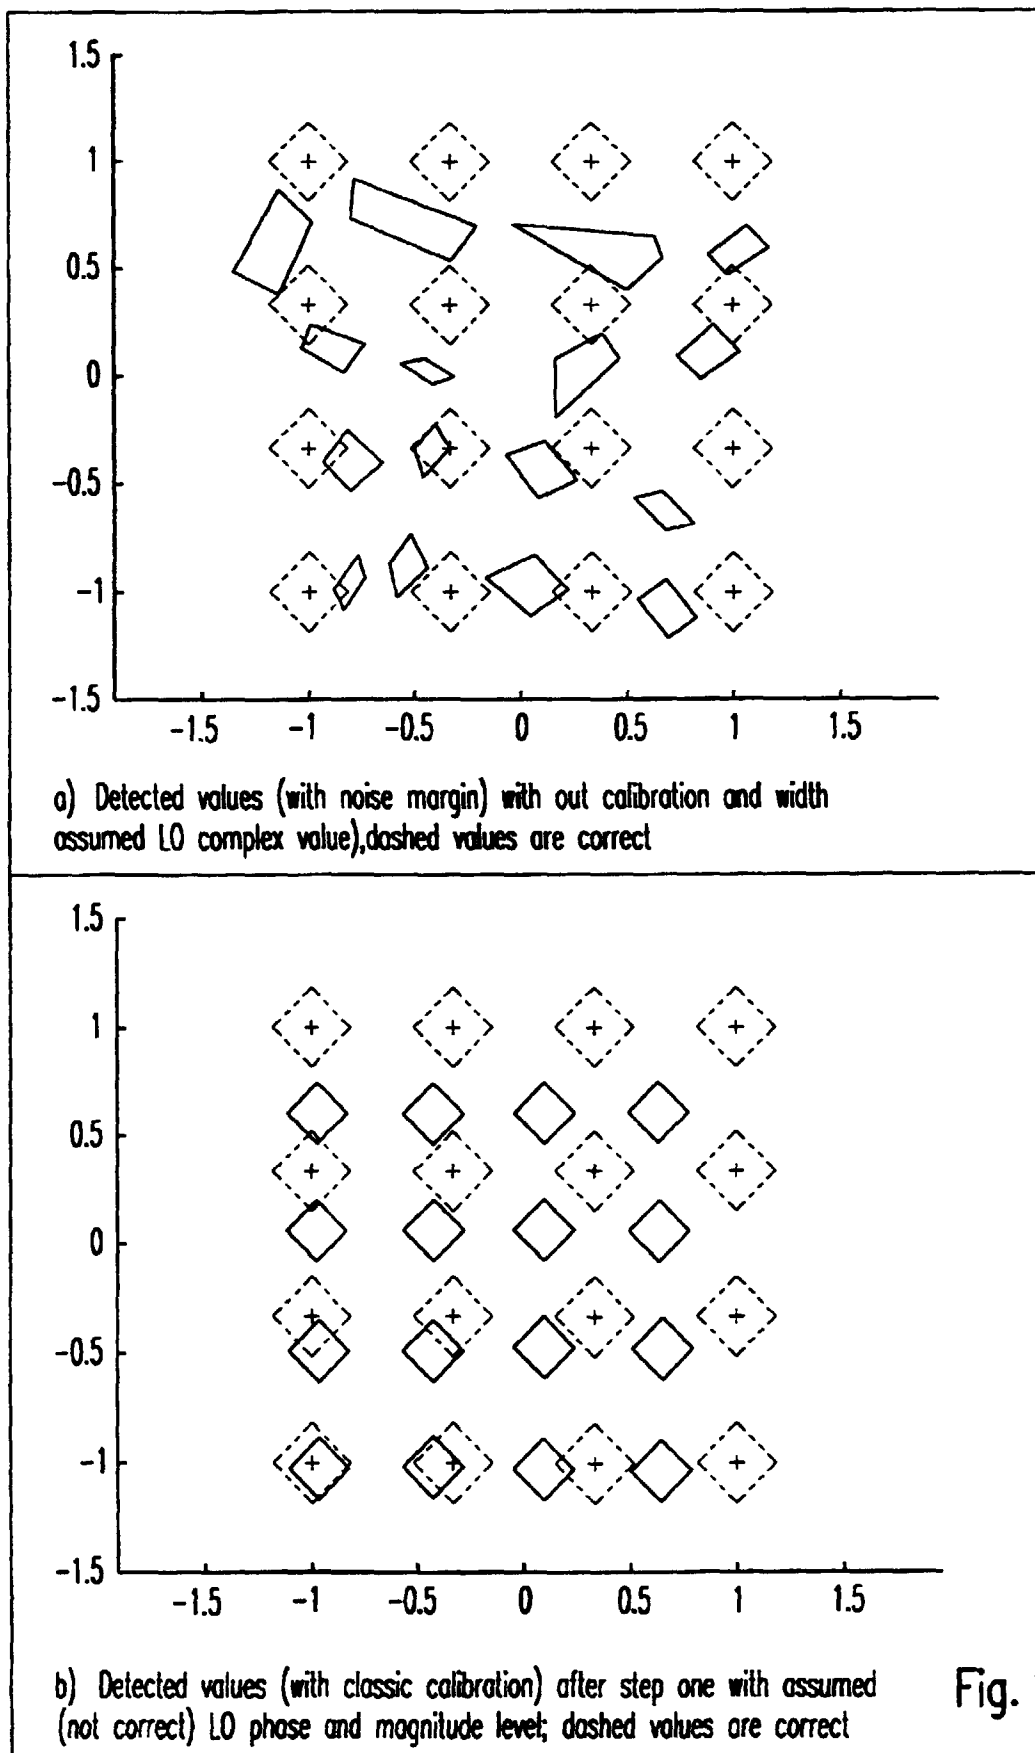 1.5
1
0.5
0
-0.5
-1
-1.5
-1.5 -1 -0.5 0 0.5 1 1.5
a) Detected values (with noise margin) with out calibration and width
assumed LO complex value),dashed values are correct
1.5
1
0.5
0
-0.5
-1
-1.5
-1.5 -1 -0.5 0 0.5 1 1.5
b) Detected values (with classic calibration) after step one with assumed
(not correct) LO phase and magnitude level; dashed values are correct
Fig.